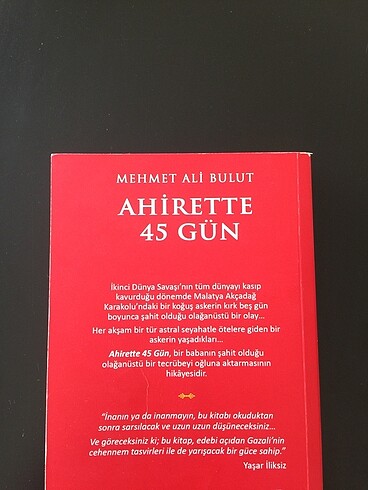 MEHMET ALİ BULUT
AHİRETTE
45 GÜN
İkinci Dünya Savaşı'nın tüm dünyayı kasıp
kavurduğu dönemde Malatya Akçadağ
Karakolu'ndaki bir koğuş askerin kırk beş gün
boyunca şahit olduğu olağanüstü bir olay...
Her akşam bir tür astral seyahatle ötelere giden bir
askerin yaşadıkları...
Ahirette 45 Gün, bir babanın şahit olduğu
olağanüstü bir tecrübeyi oğluna aktarmasının
hikâyesidir.
"İnanın ya da inanmayın, bu kitabı okuduktan
sonra sarsılacak ve uzun uzun düşüneceksiniz...
Ve göreceksiniz ki; bu kitap, edebi açıdan Gazali'nin
cehennem tasvirleri ile de yarışacak bir güce sahip."
Yaşar İliksiz